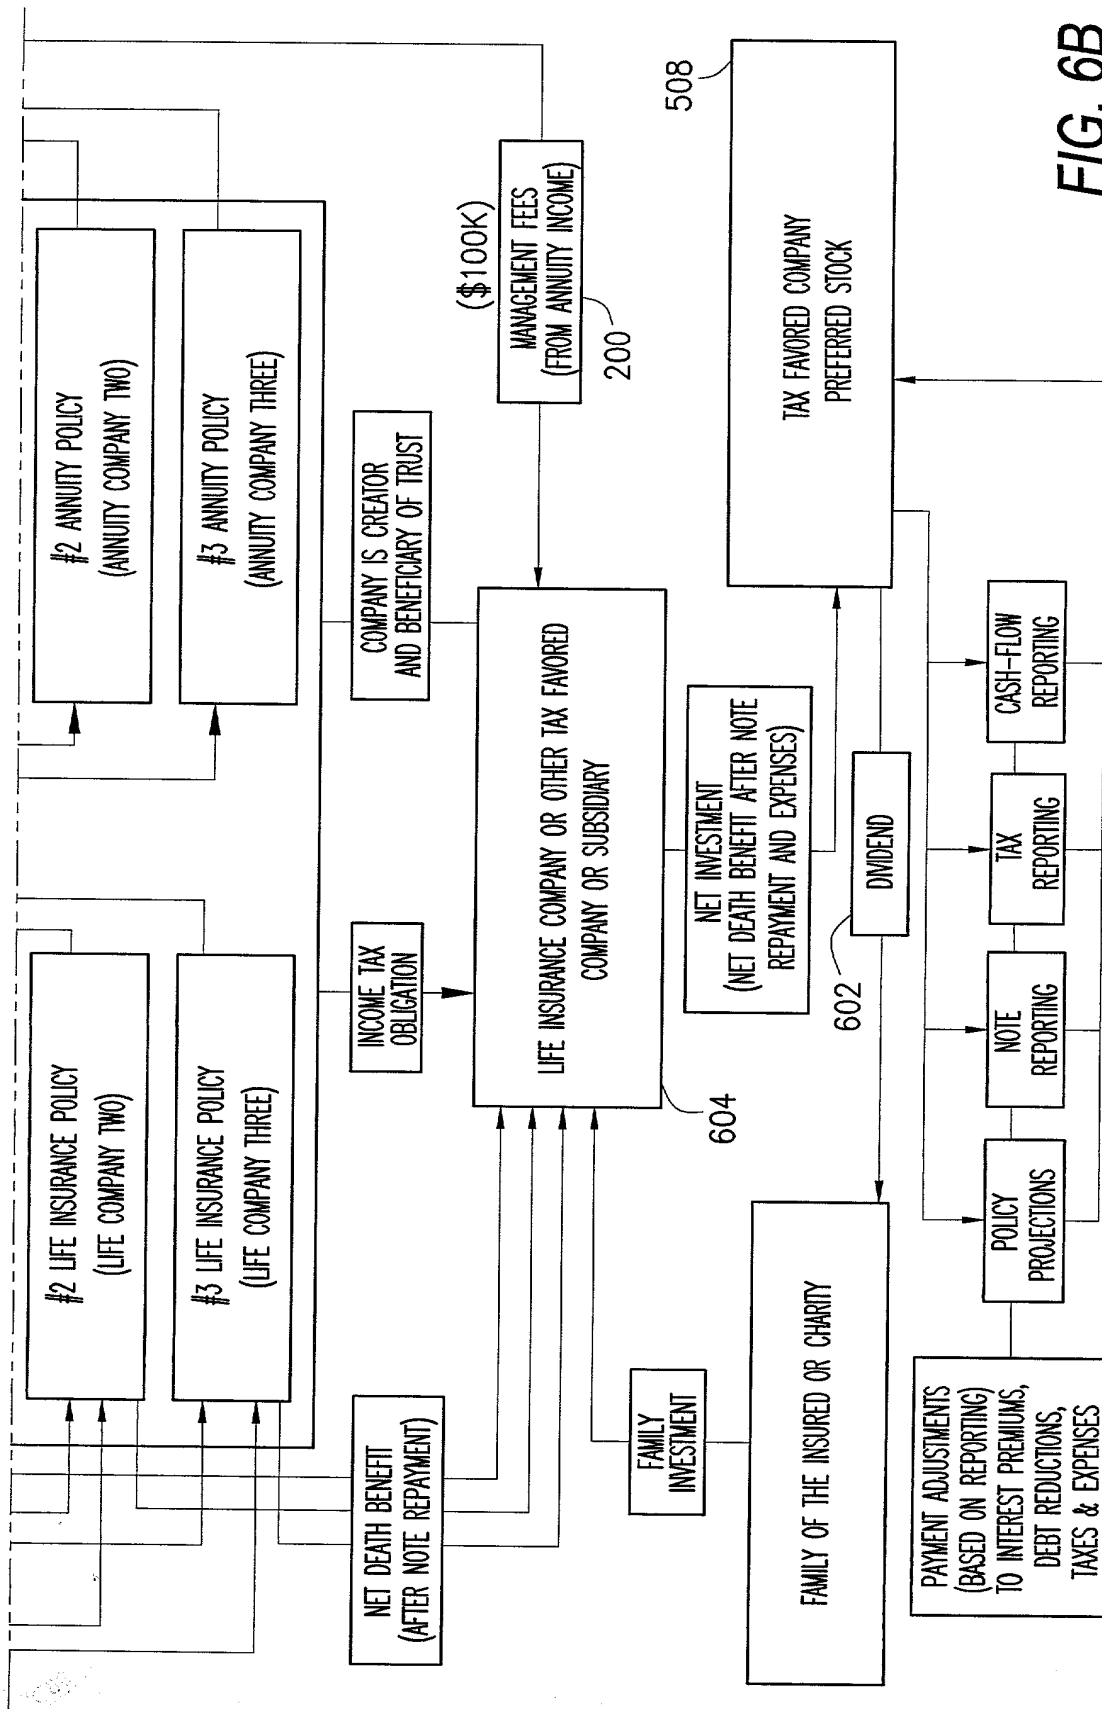 #2 LIFE INSURANCE POLICY
(LIFE COMPANY TWO)
#3 LIFE INSURANCE POLICY
(LIFE COMPANY THREE)
#2 ANNUITY POLICY
(ANNUITY COMPANY TWO)
#3 ANNUITY POLICY
(ANNUITY COMPANY THREE)
NET DEATH BENEFIT
(AFTER NOTE REPAYMENT)
INCOME TAX
OBLIGATION
COMPANY IS CREATOR
AND BENEFICIARY OF TRUST
($100K)
MANAGEMENT FEES
(FROM ANNUITY INCOME)
200
LIFE INSURANCE COMPANY OR OTHER TAX FAVORED
COMPANY OR SUBSIDIARY
604
FAMILY
INVESTMENT
NET INVESTMENT
(NET DEATH BENEFIT AFTER NOTE
REPAYMENT AND EXPENSES)
508
FAMILY OF THE INSURED OR CHARITY
602
DIVIDEND
TAX FAVORED COMPANY
PREFERRED STOCK
PAYMENT ADJUSTMENTS
(BASED ON REPORTING)
TO INTEREST PREMIUMS,
DEBT REDUCTIONS,
TAXES & EXPENSES
POLICY
PROJECTIONS
NOTE
REPORTING
TAX
REPORTING
CASH-FLOW
REPORTING
FIG. 6B